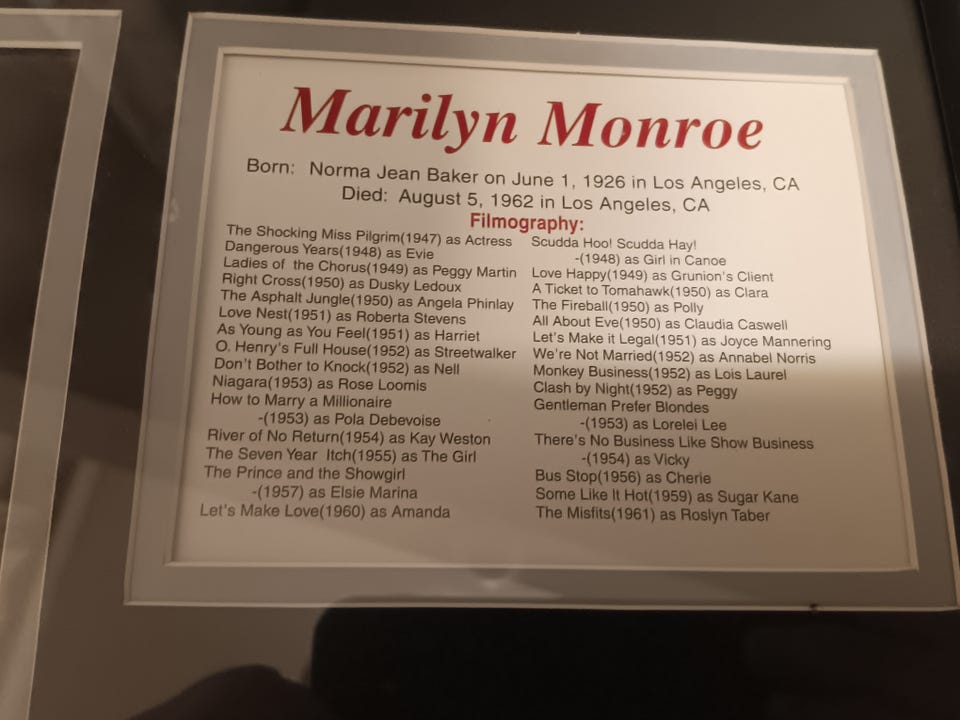 Marilyn Monroe
Born: Norma Jean Baker on June 1, 1926 in Los Angeles, CA
Died: August 5, 1962 in Los Angeles, CA
Filmography:
The Shocking Miss Pilgrim(1947) as Actress
Dangerous Years(1948) as Evie
Ladies of the Chorus(1949) as Peggy Martin
Right Cross(1950) as Dusky Ledoux
The Asphalt Jungle(1950) as Angela Phinlay
Love Nest(1951) as Roberta Stevens
As Young as You Feel(1951) as Harriet
O. Henry's Full House(1952) as Streetwalker
Don't Bother to Knock(1952) as Nell
Niagara(1953) as Rose Loomis
How to Marry a Millionaire
-(1953) as Pola Debevoise
River of No Return(1954) as Kay Weston
The Seven Year Itch(1955) as The Girl
The Prince and the Showgirl
-(1957) as Elsie Marina
Let's Make Love(1960) as Amanda
Scudda Hoo! Scudda Hay!
-(1948) as Girl in Canoe
Love Happy(1949) as Grunion's Client
A Ticket to Tomahawk(1950) as Clara
The Fireball(1950) as Polly
All About Eve(1950) as Claudia Caswell
Let's Make it Legal(1951) as Joyce Mannering
We're Not Married(1952) as Annabel Norris
Monkey Business(1952) as Lois Laurel
Clash by Night(1952) as Peggy
Gentleman Prefer Blondes
-(1953) as Lorelei Lee
There's No Business Like Show Business
-(1954) as Vicky
Bus Stop(1956) as Cherie
Some Like It Hot(1959) as Sugar Kane
The Misfits(1961) as Roslyn Taber